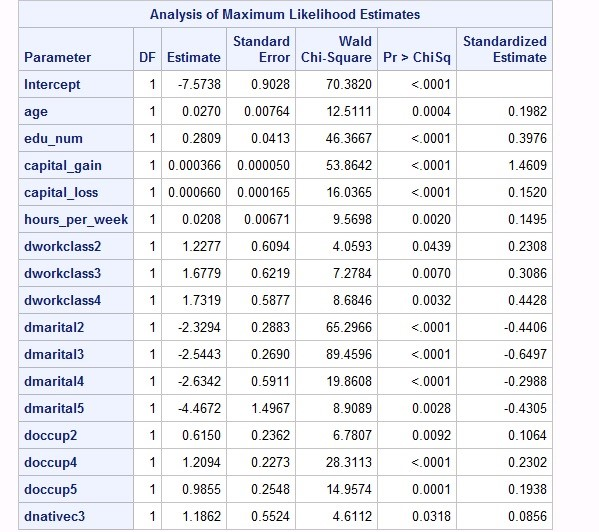 Analysis of Maximum Likelihood Estimates
Parameter DF Estimate Standard Error Wald Chi-Square Pr > ChiSq Standardized Estimate
Intercept 1 -7.5738 0.9028 70.3820 <.0001
age 1 0.0270 0.00764 12.5111 0.0004 0.1982
edu_num 1 0.2809 0.0413 46.3667 <.0001 0.3976
capital_gain 1 0.000366 0.000050 53.8642 <.0001 1.4609
capital_loss 1 0.000660 0.000165 16.0365 <.0001 0.1520
hours_per_week 1 0.0208 0.00671 9.5698 0.0020 0.1495
dworkclass2 1 1.2277 0.6094 4.0593 0.0439 0.2308
dworkclass3 1 1.6779 0.6219 7.2784 0.0070 0.3086
dworkclass4 1 1.7319 0.5877 8.6846 0.0032 0.4428
dmarital2 1 -2.3294 0.2883 65.2966 <.0001 -0.4406
dmarital3 1 -2.5443 0.2690 89.4596 <.0001 -0.6497
dmarital4 1 -2.6342 0.5911 19.8608 <.0001 -0.2988
dmarital5 1 -4.4672 1.4967 8.9089 0.0028 -0.4305
doccup2 1 0.6150 0.2362 6.7807 0.0092 0.1064
doccup4 1 1.2094 0.2273 28.3113 <.0001 0.2302
doccup5 1 0.9855 0.2548 14.9574 0.0001 0.1938
dnativec3 1 1.1862 0.5524 4.6112 0.0318 0.0856